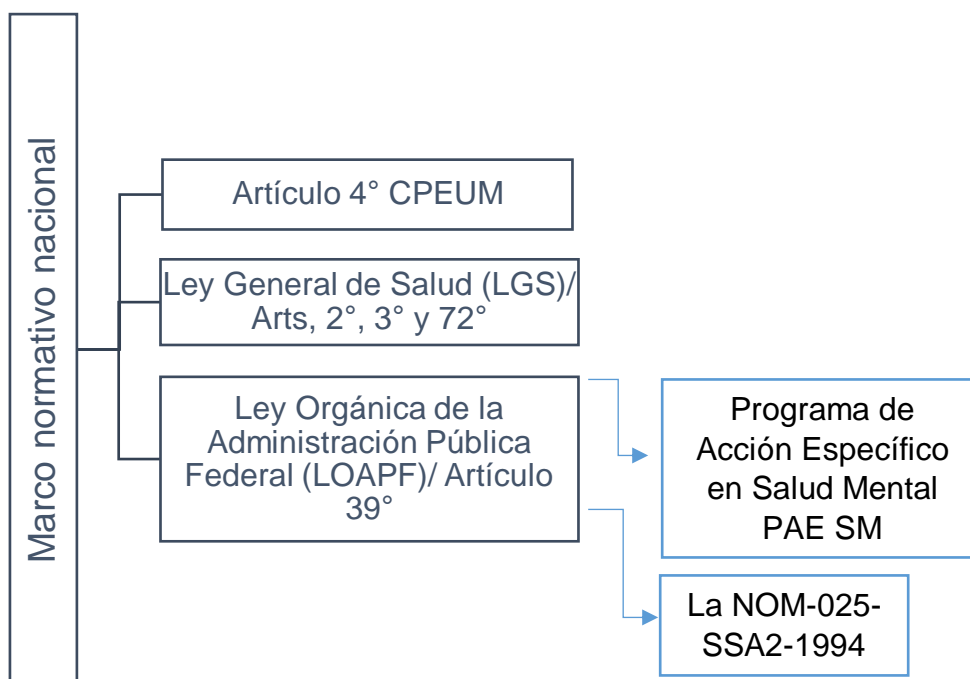 Marco normativo nacional
Artículo 4° CPEUM
Ley General de Salud (LGS)/
Arts, 2°, 3° y 72°
Ley Orgánica de la
Administración Pública
Federal (LOAPF)/ Artículo
39°
Programa de
Acción Específico
en Salud Mental
PAE SM
La NOM-025-
SSA2-1994